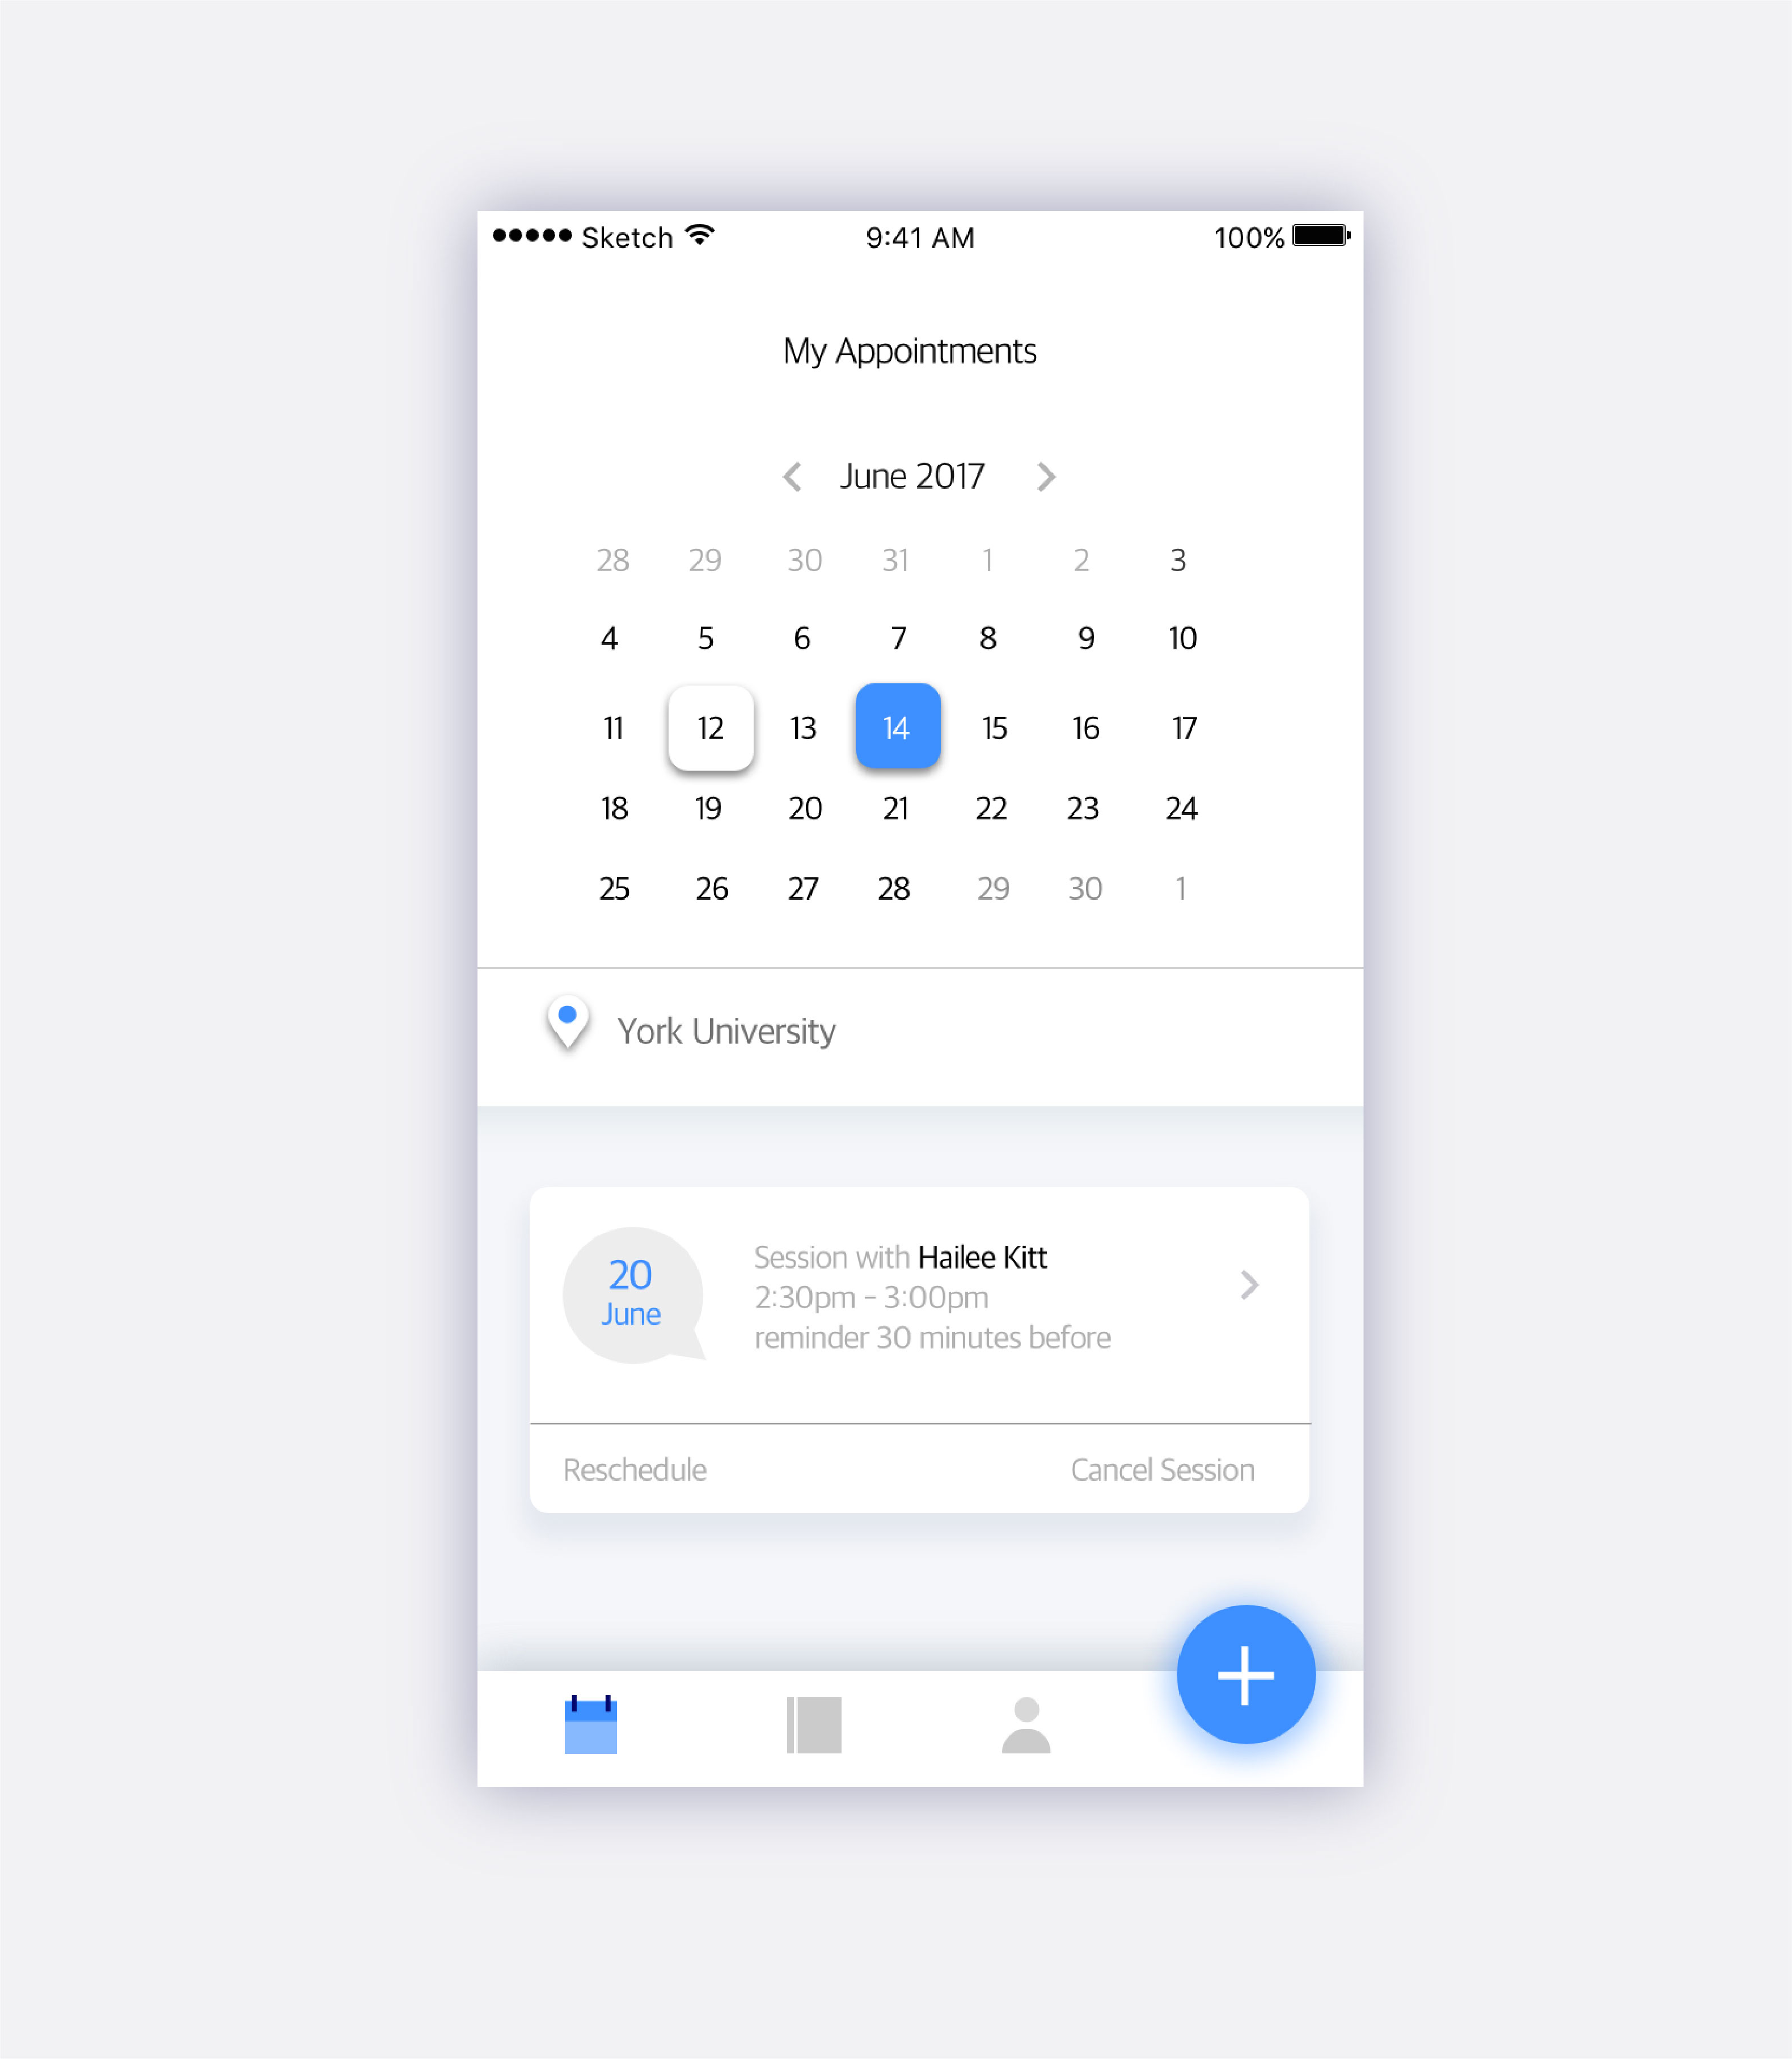 Sketch 9:41 AM 100%
My Appointments
June 2017
28 29 30 31 1 2 3
4 5 6 7 8 9 10
11 12 13 14 15 16 17
18 19 20 21 22 23 24
25 26 27 28 29 30 1
York University
20
June
Session with Hailee Kitt
2:30pm - 3:00pm
reminder 30 minutes before
Reschedule Cancel Session